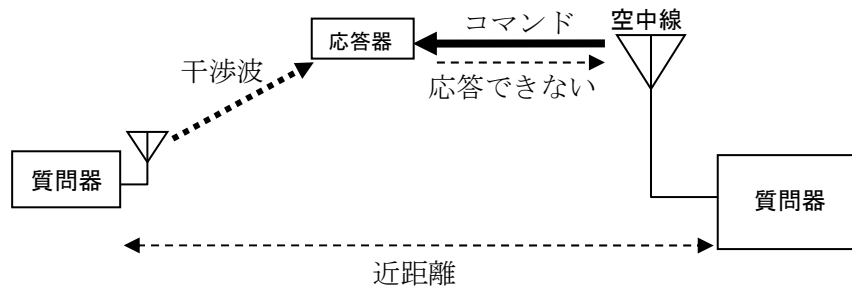 コマンド
空中線
応答器
干渉波
応答できない
質問器
質問器
近距離